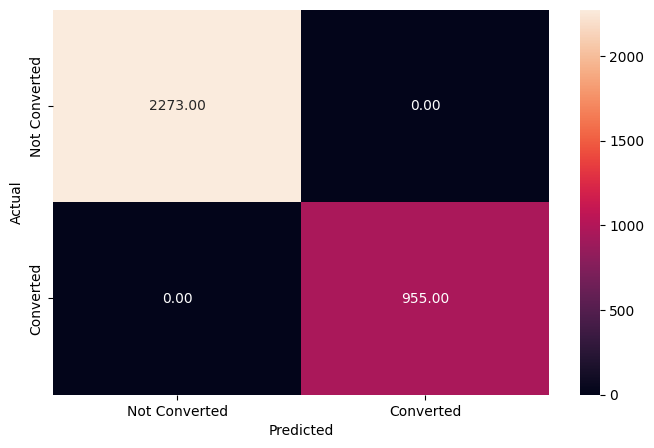 2273.00 0.00
0.00 955.00
Not Converted
Converted
Actual
Not Converted Converted
Predicted
2000
1500
1000
500
0